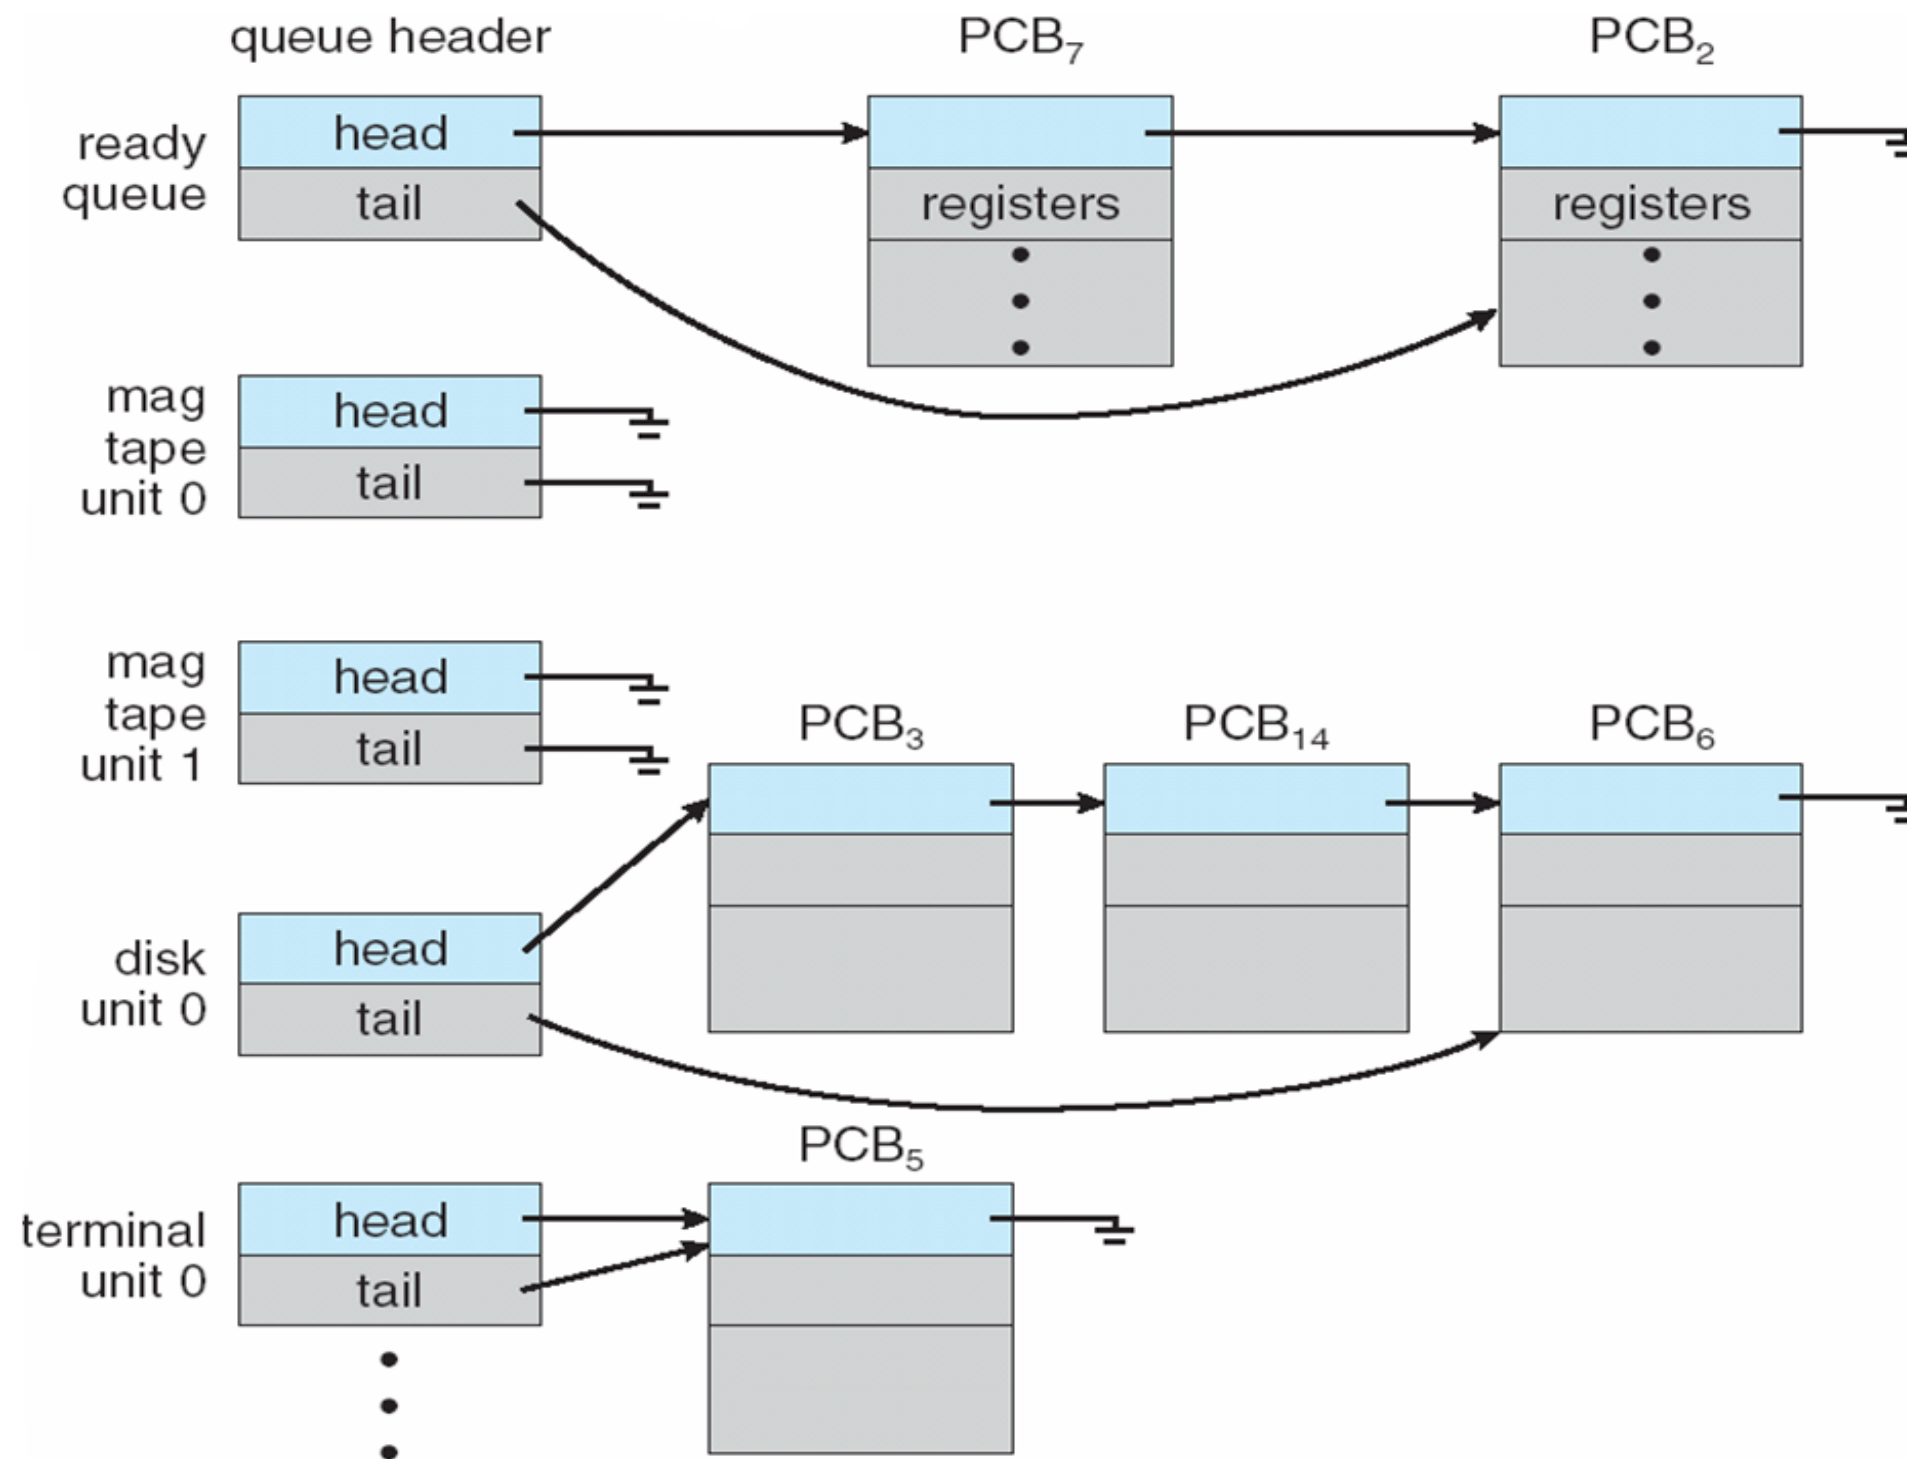 queue header
PCB₇
PCB₂
ready
queue
head
tail
registers
registers
mag
tape
unit 0
head
tail
mag
tape
unit 1
head
tail
PCB₃
PCB₁₄
PCB₆
disk
unit 0
head
tail
PCB₅
terminal
unit 0
head
tail